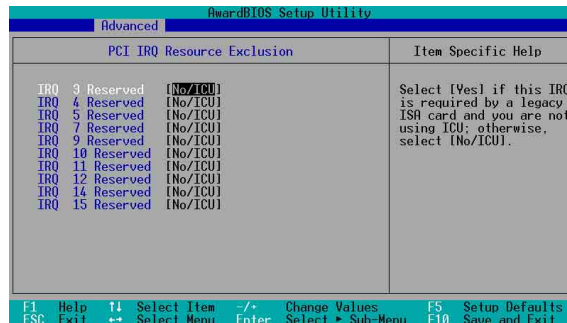 AwardBIOS Setup Utility
Advanced
PCI IRQ Resource Exclusion
Item Specific Help
IRQ 3 Reserved [No/ICU]
IRQ 4 Reserved [No/ICU]
IRQ 5 Reserved [No/ICU]
IRQ 7 Reserved [No/ICU]
IRQ 9 Reserved [No/ICU]
IRQ 10 Reserved [No/ICU]
IRQ 11 Reserved [No/ICU]
IRQ 12 Reserved [No/ICU]
IRQ 14 Reserved [No/ICU]
IRQ 15 Reserved [No/ICU]
Select [Yes] if this IRQ
is required by a legacy
ISA card and you are not
using ICU; otherwise,
select [No/ICU].
F1 Help ↑↓ Select Item -/+ Change Values F5 Setup Defaults
ESC Exit ↔ Select Menu Enter Select ► Sub-Menu F10 Save and Exit